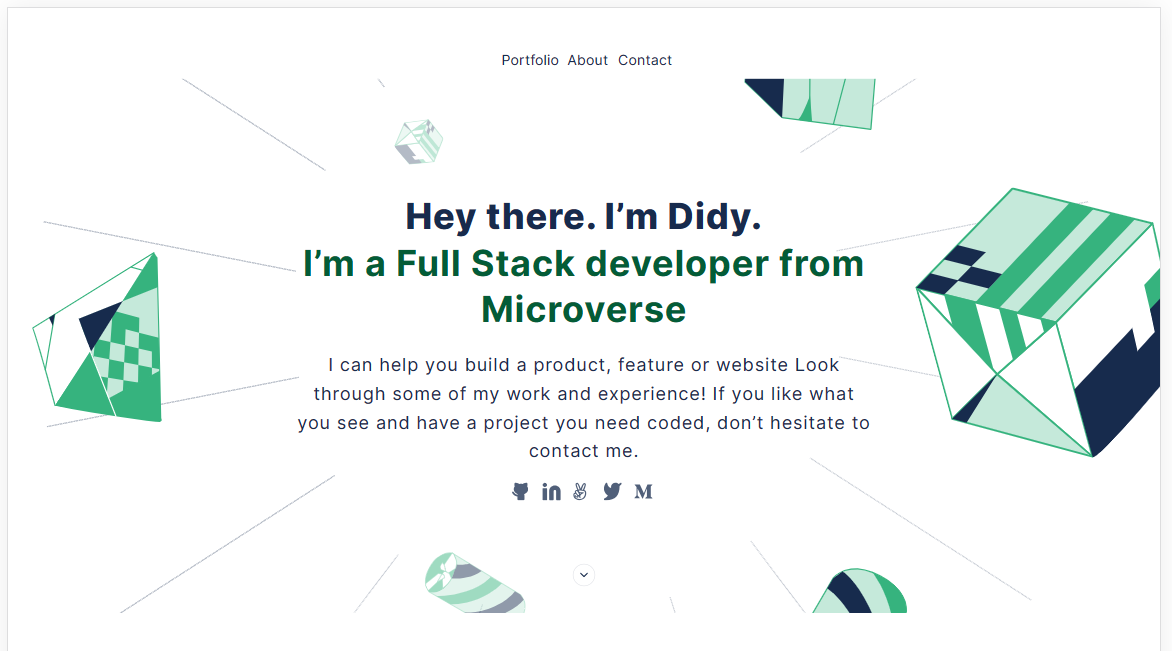 Portfolio About Contact
Hey there. I’m Didy.
I’m a Full Stack developer from
Microverse
I can help you build a product, feature or website Look
through some of my work and experience! If you like what
you see and have a project you need coded, don’t hesitate to
contact me.